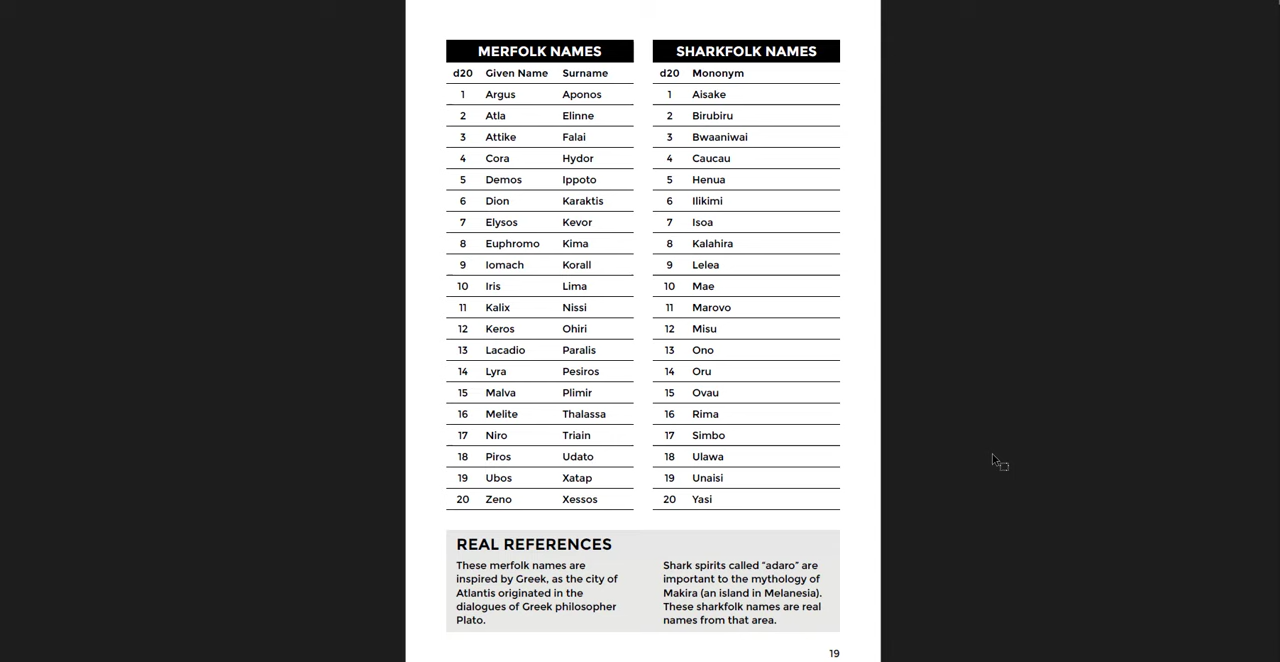 MERFOLK NAMES
d20 Given Name Surname
1 Argus Aponos
2 Atla Elinne
3 Attike Falai
4 Cora Hydor
5 Demos Ippoto
6 Dion Karaktis
7 Elysos Kevor
8 Euphromo Kima
9 Iomach Korall
10 Iris Lima
11 Kalix Nissi
12 Keros Ohiri
13 Lacadio Paralis
14 Lyra Pesiros
15 Malva Plimir
16 Melite Thalassa
17 Niro Triain
18 Piros Udato
19 Ubos Xatap
20 Zeno Xessos
SHARKFOLK NAMES
d20 Mononym
1 Aisake
2 Birubiru
3 Bwaaniwai
4 Caucau
5 Henua
6 Ilikimi
7 Isoa
8 Kalahira
9 Lelea
10 Mae
11 Marovo
12 Misu
13 Ono
14 Oru
15 Ovau
16 Rima
17 Simbo
18 Ulawa
19 Unaisi
20 Yasi
REAL REFERENCES
These merfolk names are
inspired by Greek, as the city of
Atlantis originated in the
dialogues of Greek philosopher
Plato.
Shark spirits called “adaro” are
important to the mythology of
Makira (an island in Melanesia).
These sharkfolk names are real
names from that area.
19